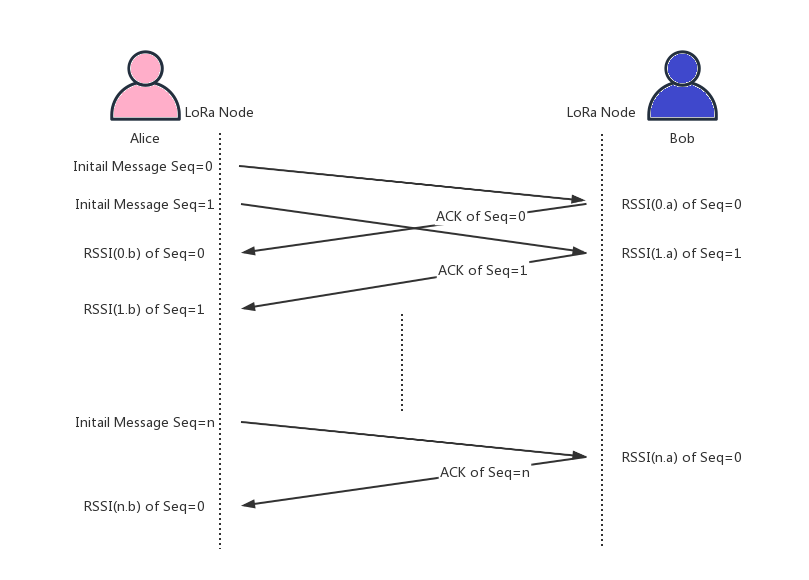 LoRa Node
LoRa Node
Alice
Bob
Initail Message Seq=0
Initail Message Seq=1
RSSI(0.a) of Seq=0
ACK of Seq=0
RSSI(0.b) of Seq=0
RSSI(1.a) of Seq=1
ACK of Seq=1
RSSI(1.b) of Seq=1
Initail Message Seq=n
RSSI(n.a) of Seq=0
ACK of Seq=n
RSSI(n.b) of Seq=0